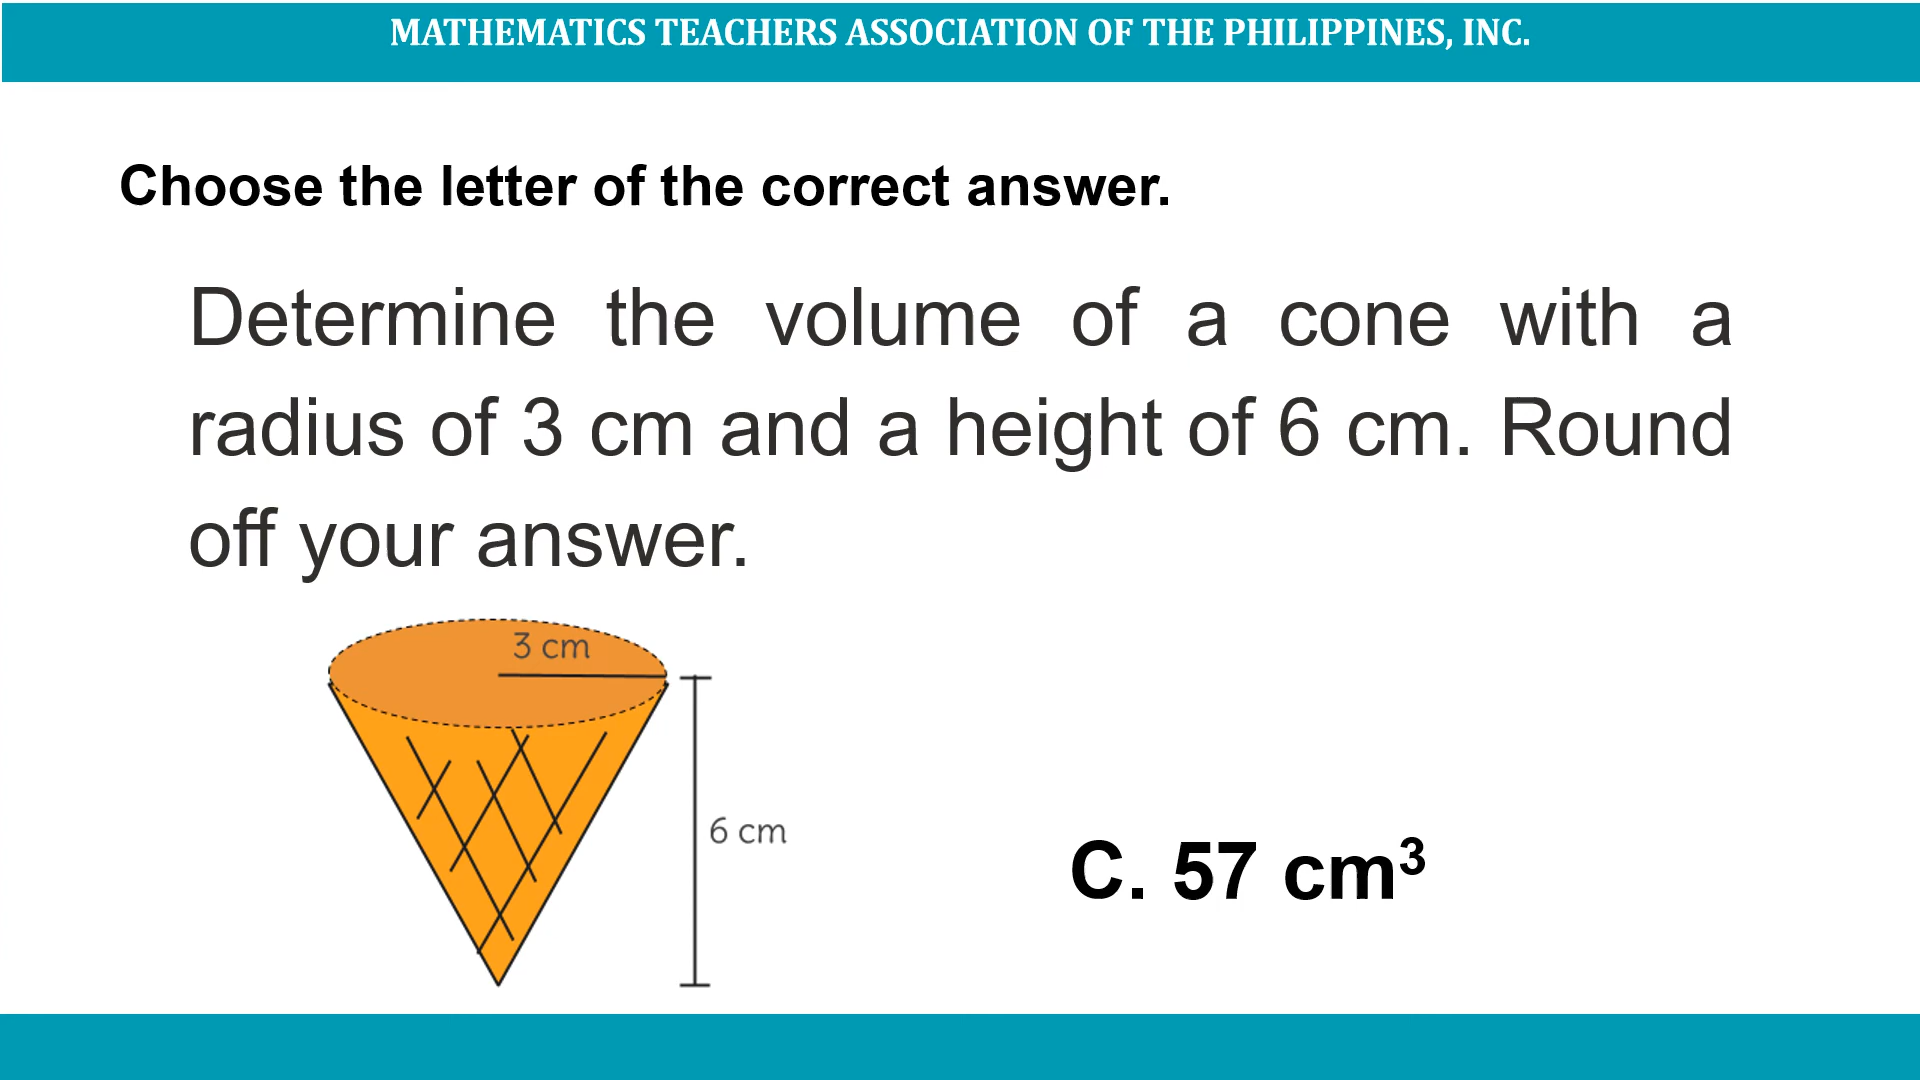 MATHEMATICS TEACHERS ASSOCIATION OF THE PHILIPPINES, INC.
Choose the letter of the correct answer.
Determine the volume of a cone with a
radius of 3 cm and a height of 6 cm. Round
off your answer.
3 cm
6 cm
C. 57 cm³